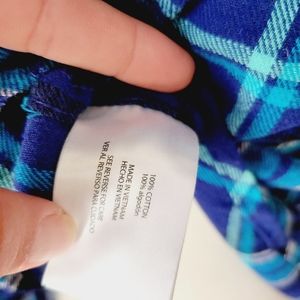 100% COTTON
100% algodón
MADE IN VIETNAM
HECHO EN VIETNAM
SEE REVERSE FOR CARE
VER AL REVERSO PARA CUIDADO